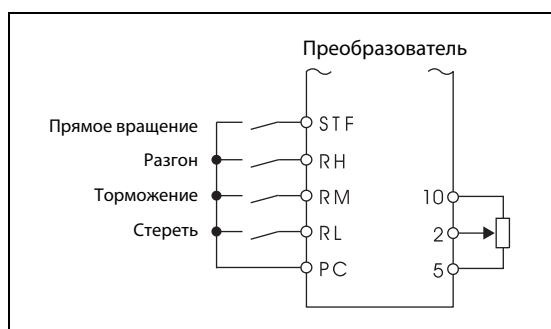 Преобразователь
Прямое вращение STF
Разгон RH
Торможение RM 10
Стереть RL 2
PC 5